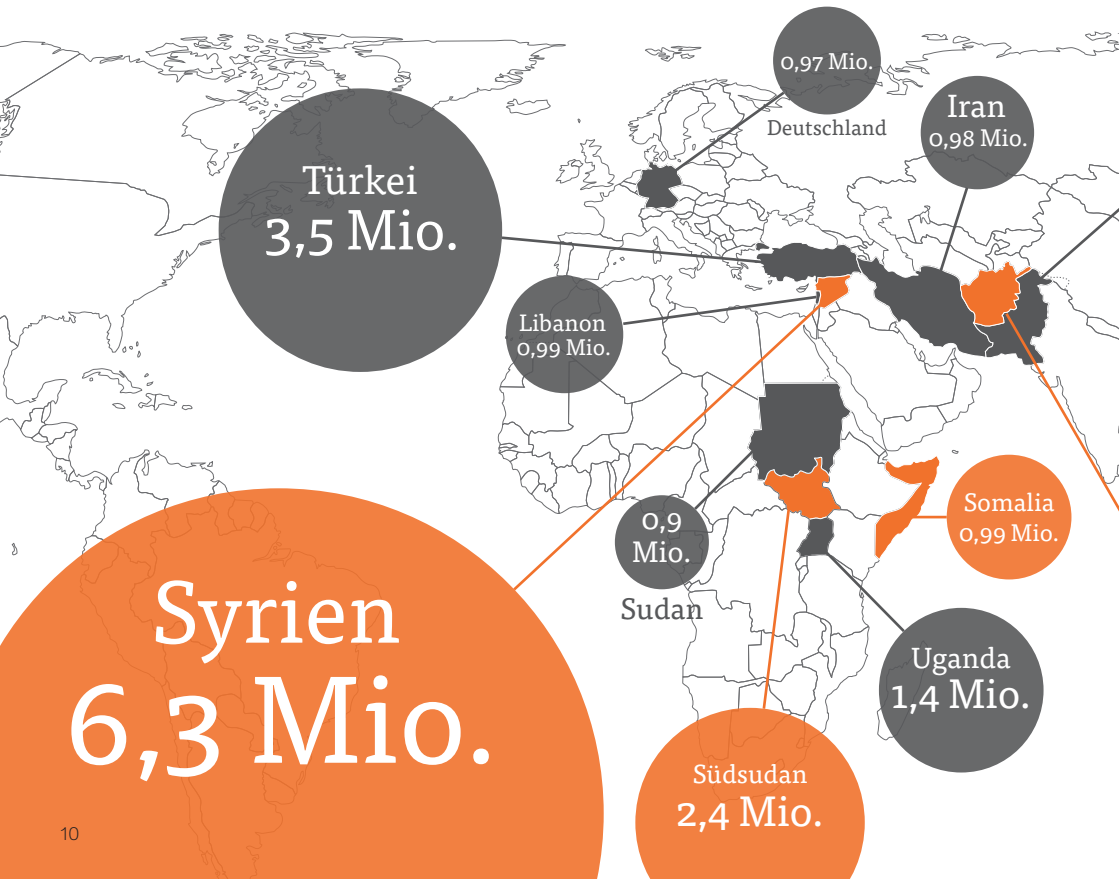 0,97 Mio.
Deutschland
Iran
0,98 Mio.
Türkei
3,5 Mio.
Libanon
0,99 Mio.
Somalia
0,99 Mio.
0,9
Mio.
Sudan
Syrien
6,3 Mio.
Uganda
1,4 Mio.
Südsudan
2,4 Mio.
10